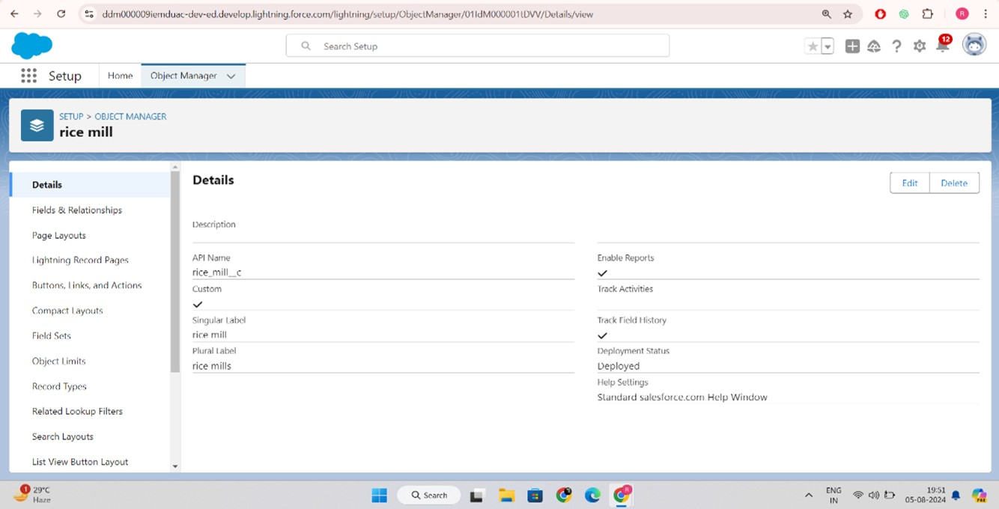 ddm000009iemduac-dev-ed.develop.lightning.force.com/lightning/setup/ObjectManager/01IdM000001tDVV/Details/view
R
Search Setup
12
Setup
Home
Object Manager
SETUP > OBJECT MANAGER
rice mill
Details
Fields & Relationships
Page Layouts
Lightning Record Pages
Buttons, Links, and Actions
Compact Layouts
Field Sets
Object Limits
Record Types
Related Lookup Filters
Search Layouts
List View Button Layout
Details
Edit
Delete
Description
API Name
rice_mill__c
Custom
Singular Label
rice mill
Plural Label
rice mills
Enable Reports
Track Activities
Track Field History
Deployment Status
Deployed
Help Settings
Standard salesforce.com Help Window
1
29°C
Haze
Search
R
ENG
IN
19:51
05-08-2024
PRE